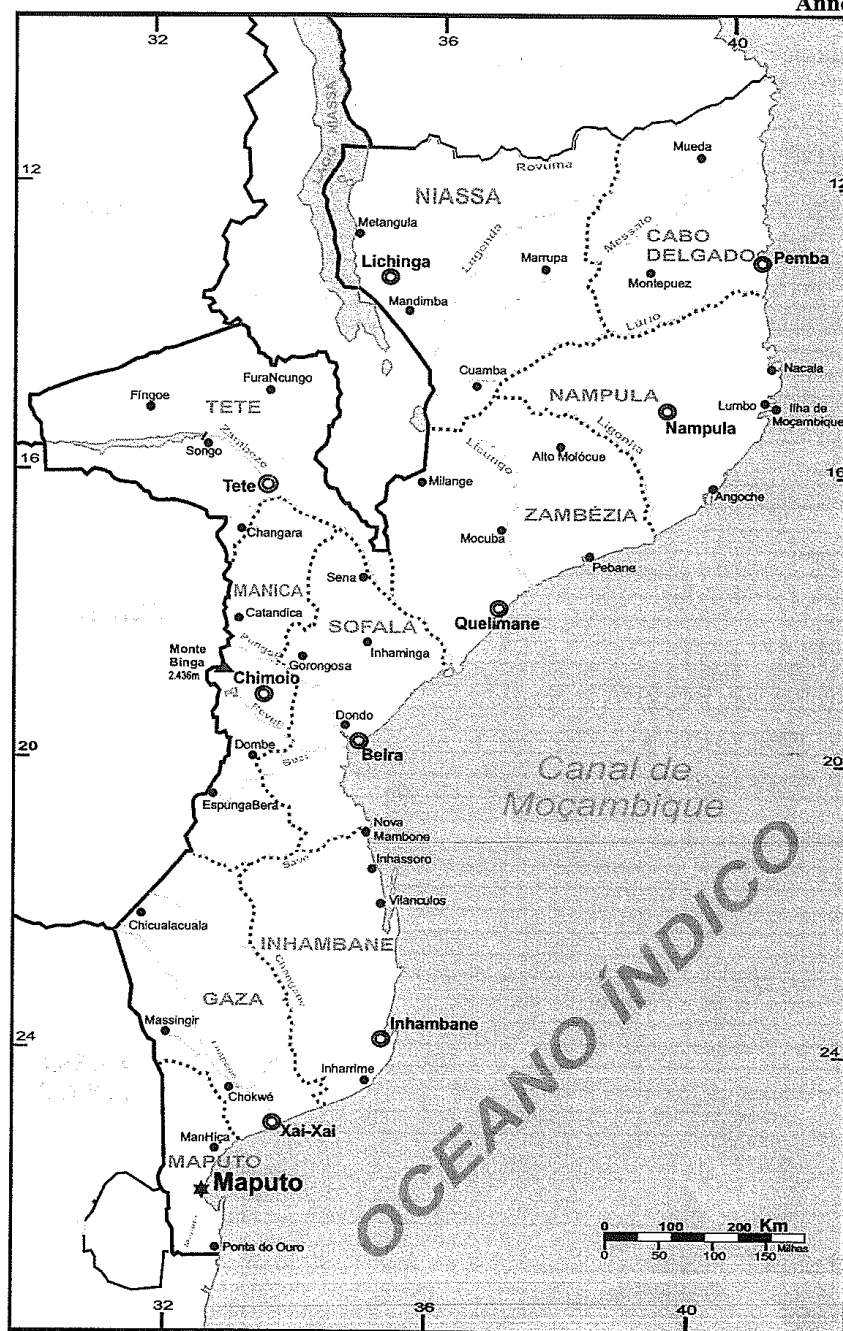 Anne
32
36
40
LAGO NIASSA
Mueda
Rovuma
12
12
NIASSA
Metangula
Messalo
CABO
DELGADO
Lugenda
Lichinga
Marrupa
Pemba
Montepuez
Mandimba
Lúrio
FuraNcungo
Cuamba
Nacala
Fíngoe
TETE
NAMPULA
Lumbo
Ilha de
Moçambique
Nampula
Ligonha
Songo
Zambeze
Licungo
Alto Molócue
16
16
Tete
Milange
Angoche
ZAMBÉZIA
Changara
Mocuba
Pebane
Sena
MANICA
Catandica
Quelimane
SOFALA
Monte
Binga
2.436m
Pungoe
Gorongosa
Inhaminga
Chimoio
Revué
Dondo
Dombe
Beira
20
20
Suzi
Canal de
Moçambique
EspungaBera
Nova
Mambone
Save
Inhassoro
Vilanculos
Chicualacuala
INHAMBANE
Changane
GAZA
OCEANO ÍNDICO
Massingir
Inhambane
24
24
Limpopo
Inharrime
Chokwé
Xai-Xai
ManHiça
MAPUTO
Maputo
Ponta do Ouro
0 100 200 Km
0 50 100 150 Milhas
32
36
40